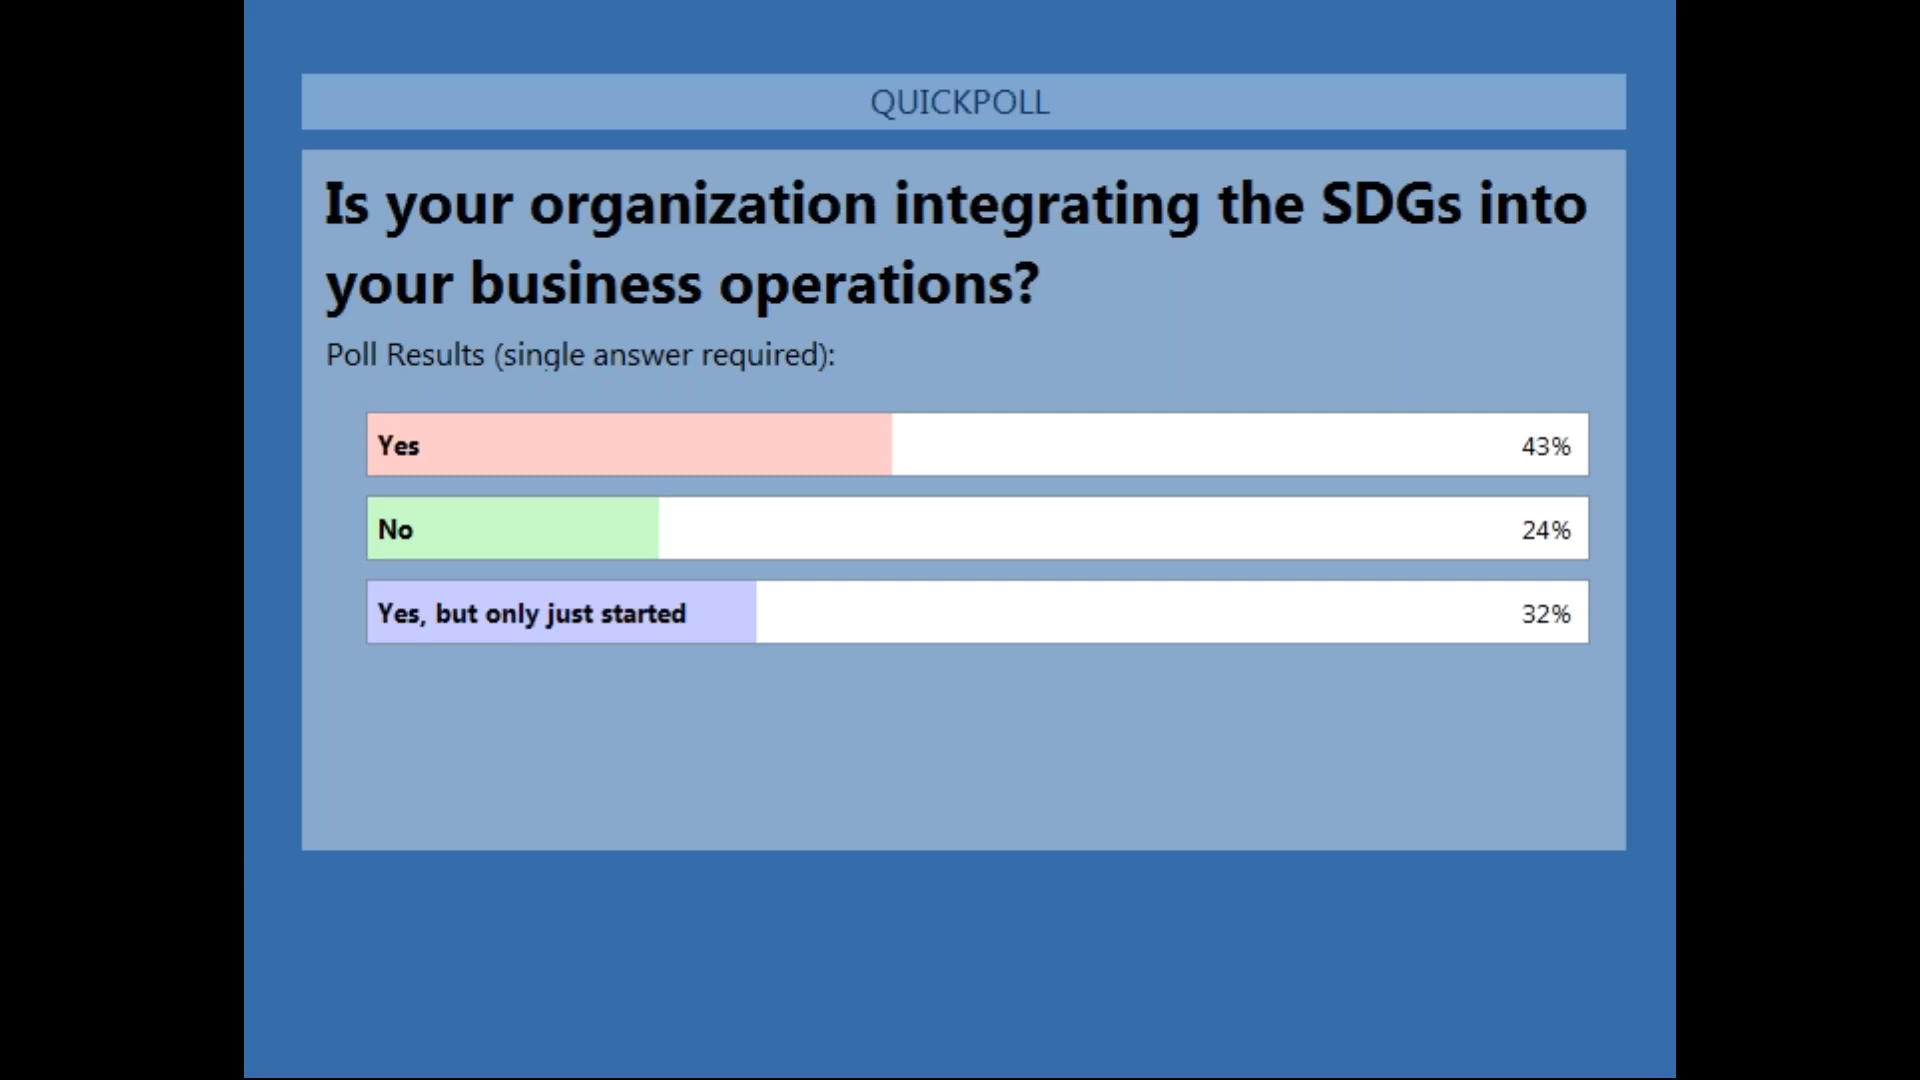 QUICKPOLL
Is your organization integrating the SDGs into
your business operations?
Poll Results (single answer required):
Yes 43%
No 24%
Yes, but only just started 32%